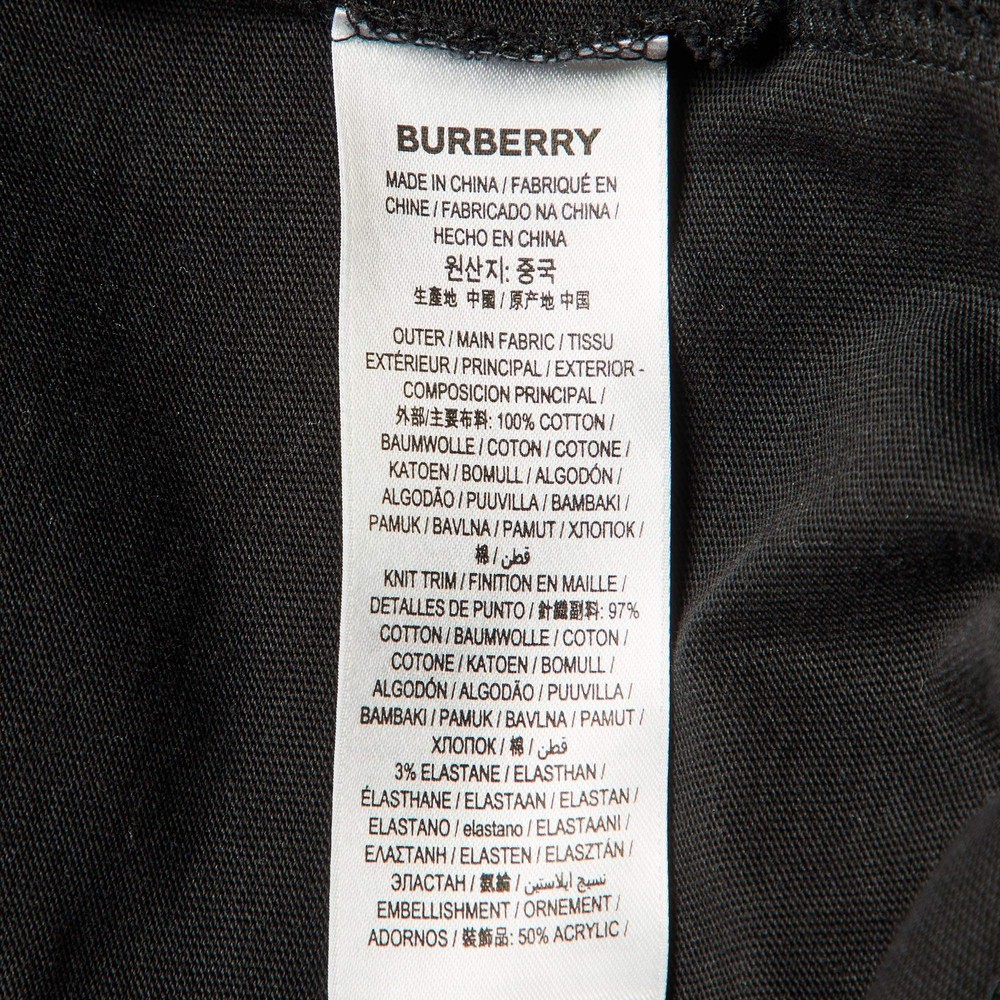 BURBERRY
MADE IN CHINA / FABRIQUÉ EN
CHINE / FABRICADO NA CHINA /
HECHO EN CHINA
원산지: 중국
生產地 中國 / 原产地 中国
OUTER / MAIN FABRIC / TISSU
EXTÉRIEUR / PRINCIPAL / EXTERIOR -
COMPOSICION PRINCIPAL /
外部/主要布料: 100% COTTON /
BAUMWOLLE / COTON / COTONE /
KATOEN / BOMULL / ALGODÓN /
ALGODÃO / PUUVILLA / BAMBAKI /
PAMUK / BAVLNA / PAMUT / ХЛОПОК /
棉 / قطن
KNIT TRIM / FINITION EN MAILLE /
DETALLES DE PUNTO / 針織副料: 97%
COTTON / BAUMWOLLE / COTON /
COTONE / KATOEN / BOMULL /
ALGODÓN / ALGODÃO / PUUVILLA /
BAMBAKI / PAMUK / BAVLNA / PAMUT /
ХЛОПОК / 棉 / قطن
3% ELASTANE / ELASTHAN /
ÉLASTHANE / ELASTAAN / ELASTAN /
ELASTANO / elastano / ELASTAANI /
ΕΛΑΣΤΑΝΗ / ELASTEN / ELASZTÁN /
ЭЛАСТАН / 氨綸 / نسيج إيلاستين
EMBELLISHMENT / ORNEMENT /
ADORNOS / 裝飾品: 50% ACRYLIC /